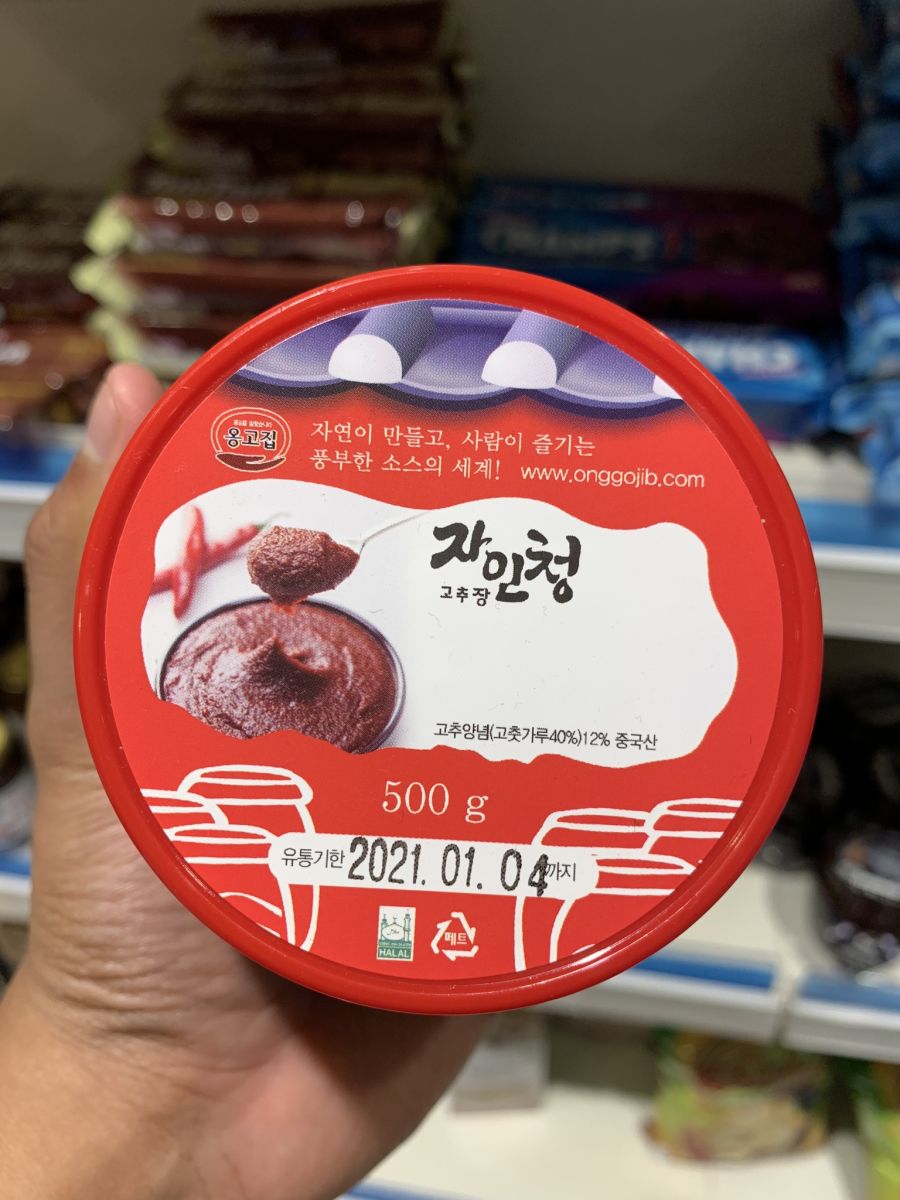 옹고집
자연이 만들고, 사람이 즐기는
풍부한 소스의 세계! www.onggojib.com
자인청
고추장
고추양념(고춧가루40%)12% 중국산
500 g
유통기한 2021. 01. 04 까지
HALAL
페트